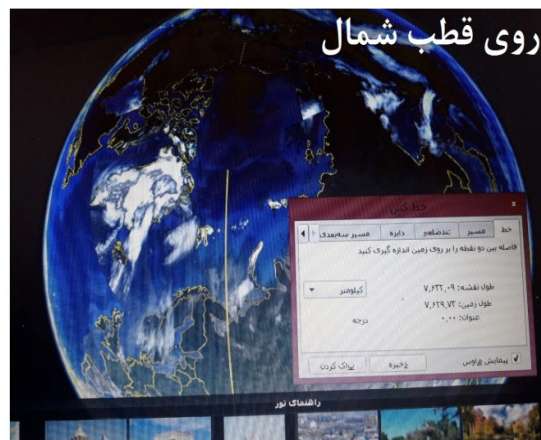 روی قطب شمال
خط کش
خط مسیر چندضلعی دایره مسیر سه‌بعدی
فاصله بین دو نقطه را بر روی زمین اندازه گیری کنید
طول نقشه: ۷,۶۳۲,۰۹ کیلومتر
طول زمین: ۷,۶۲۹,۷۳
عنوان: ۰,۰۰ درجه
پیمایش ماوس ذخیره پاک کردن
راهنمای تور